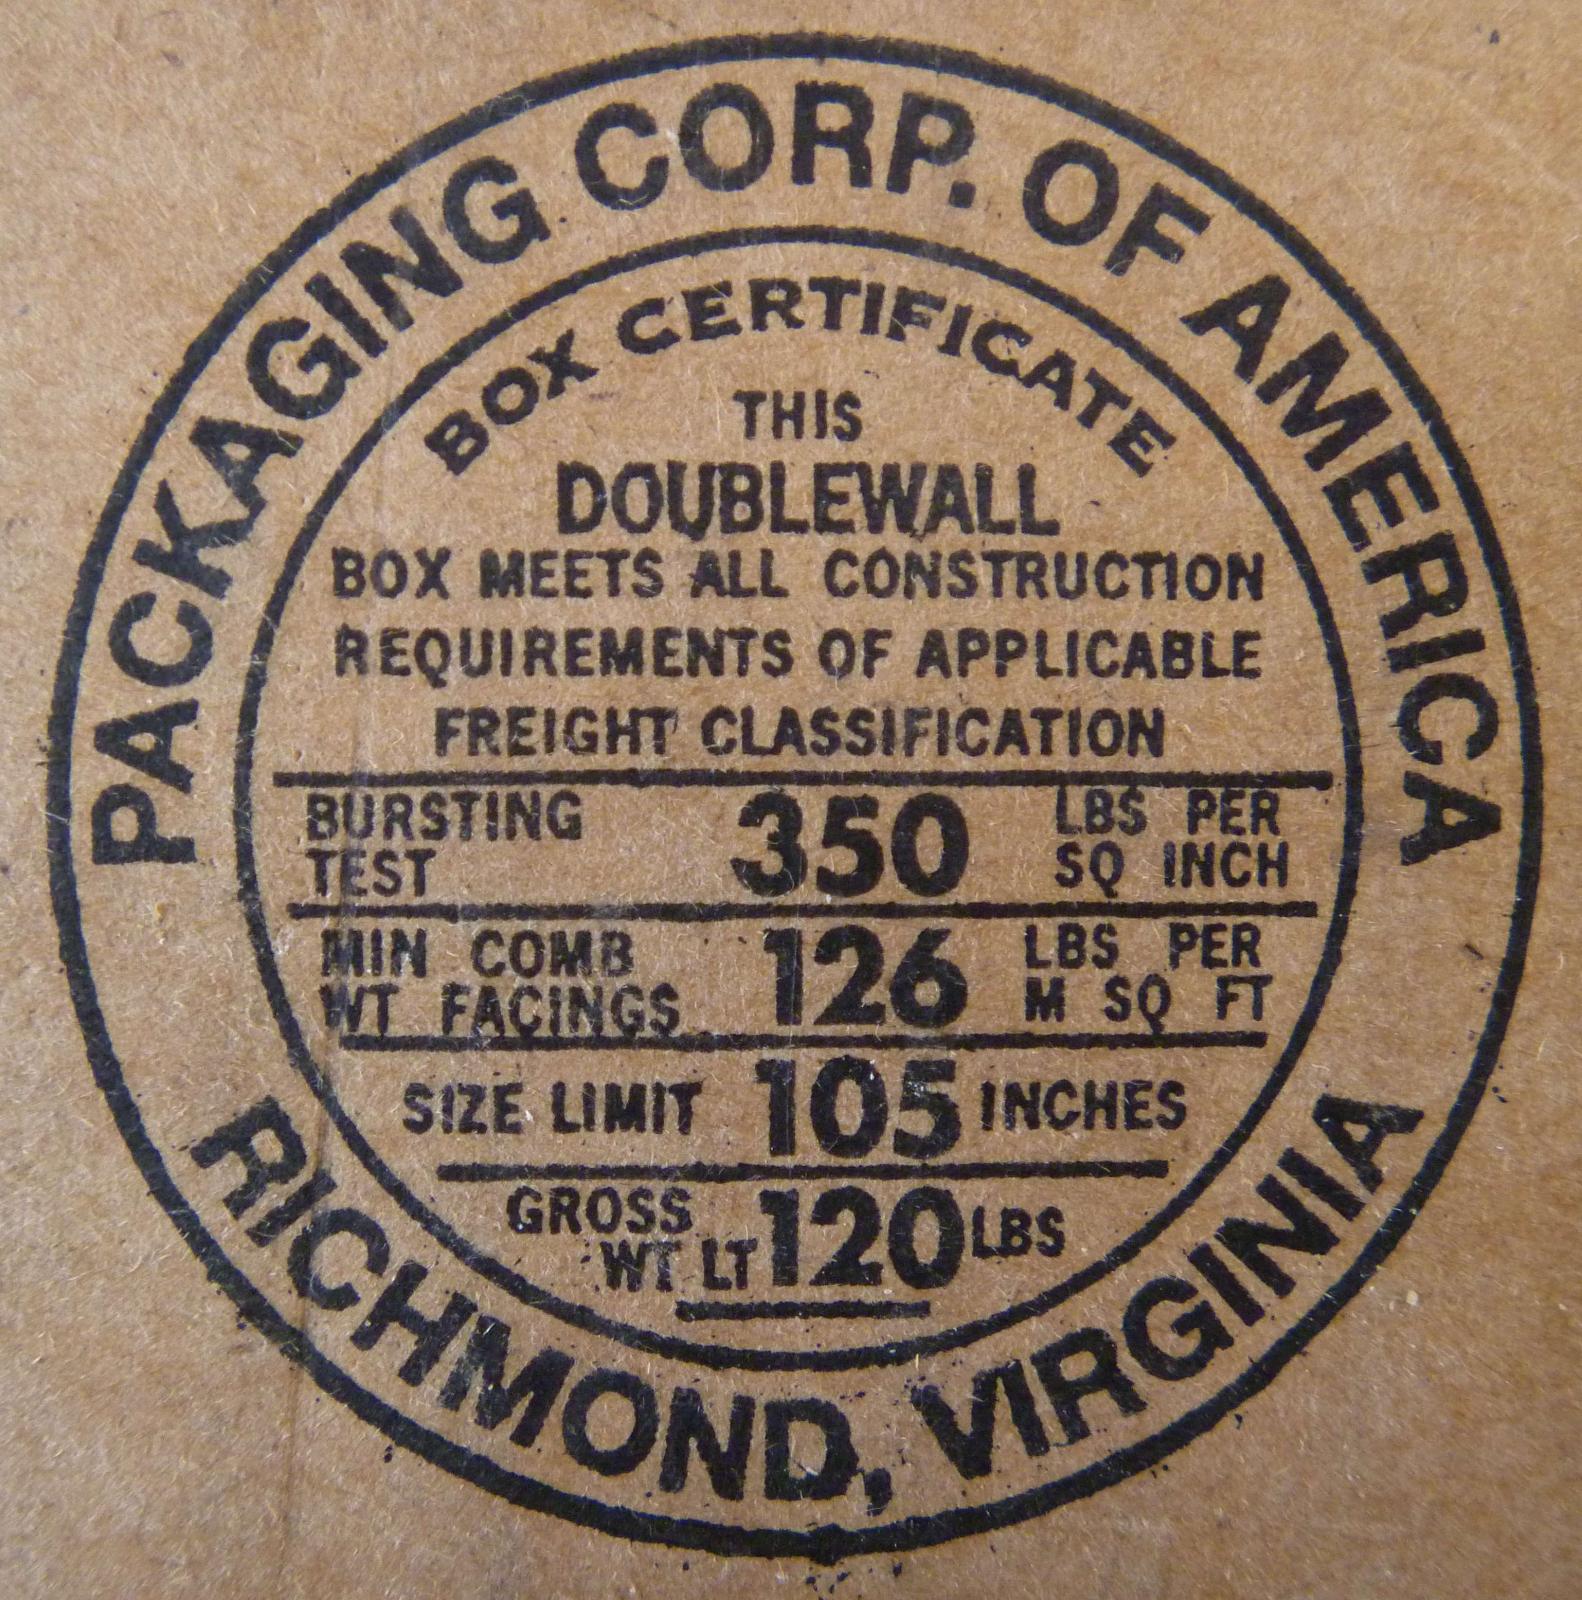 PACKAGING CORP. OF AMERICA
BOX CERTIFICATE
THIS
DOUBLEWALL
BOX MEETS ALL CONSTRUCTION
REQUIREMENTS OF APPLICABLE
FREIGHT CLASSIFICATION
BURSTING TEST 350 LBS PER SQ INCH
MIN COMB WT FACINGS 126 LBS PER M SQ FT
SIZE LIMIT 105 INCHES
GROSS WT LT 120 LBS
RICHMOND, VIRGINIA